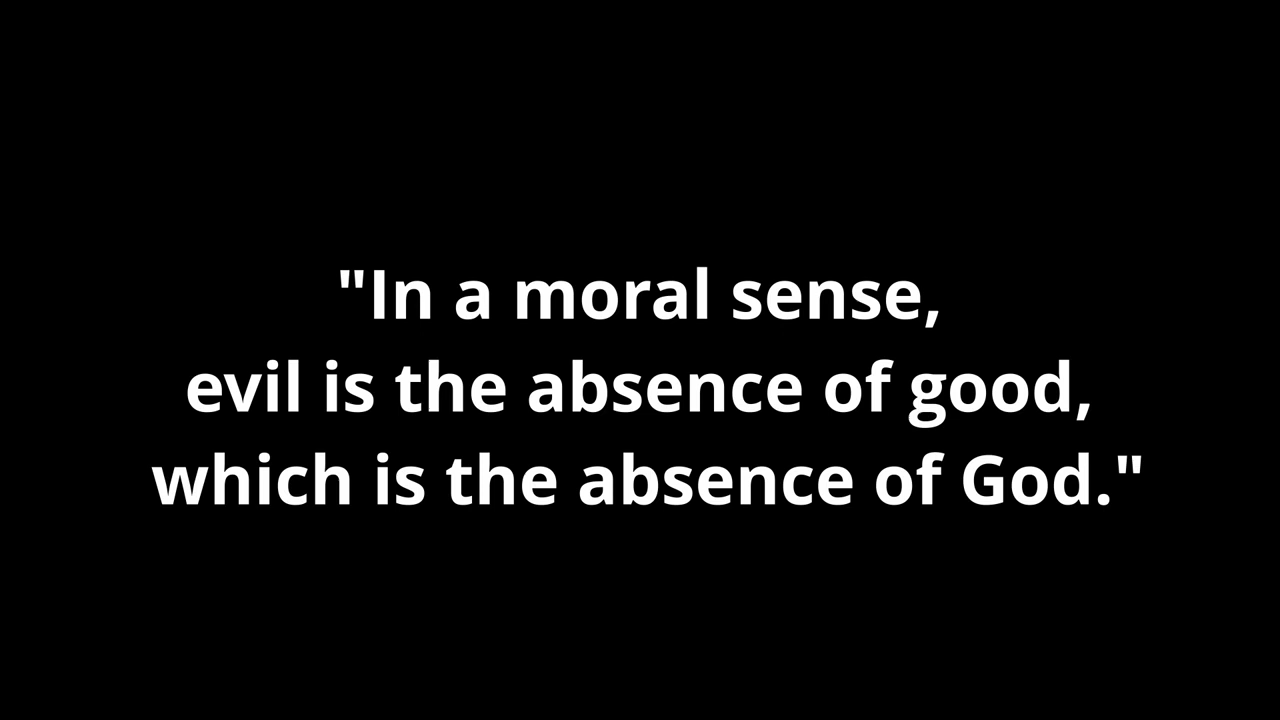 "In a moral sense,
evil is the absence of good,
which is the absence of God."